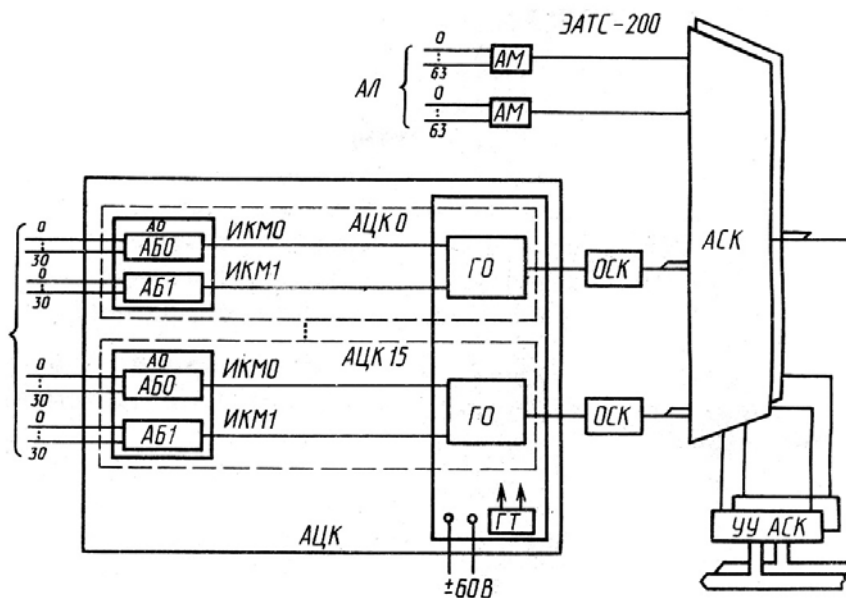 ЭАТС-200
0
63
АМ
АЛ
0
63
АМ
АСК
0
30
АО
АБ0
ИКМ0
АЦК 0
0
30
АБ1
ИКМ1
ГО
ОСК
0
30
АО
АБ0
ИКМ0
АЦК 15
0
30
АБ1
ИКМ1
ГО
ОСК
ГТ
АЦК
±60В
УУ АСК